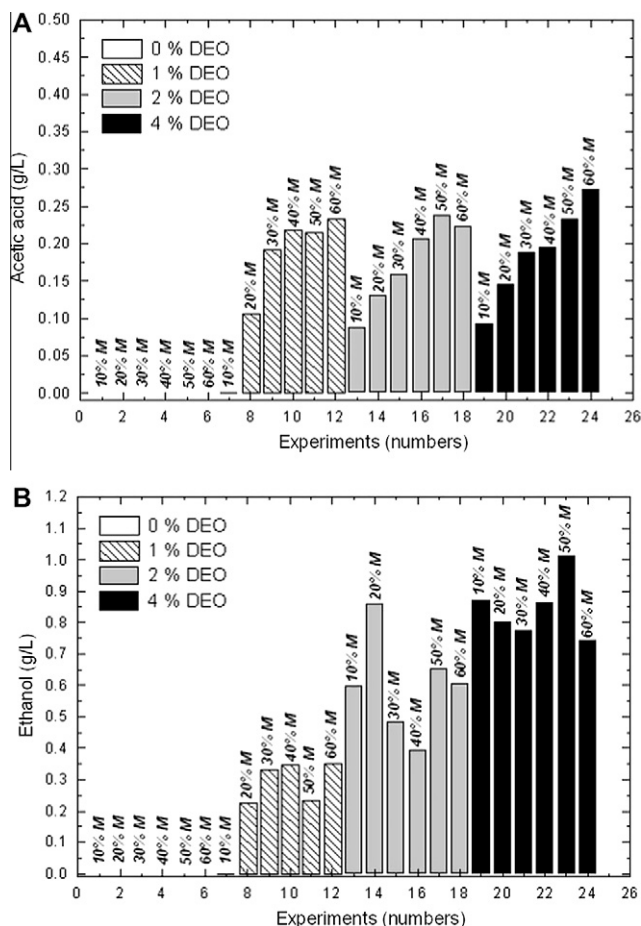 A
0.50
0.45
0.40
0.35
0.30
0.25
0.20
0.15
0.10
0.05
0.00
Acetic acid (g/L)
0 % DEO
1 % DEO
2 % DEO
4 % DEO
10% M
20% M
30% M
40% M
50% M
60% M
10% M
20% M
30% M
40% M
50% M
60% M
10% M
20% M
30% M
40% M
50% M
60% M
10% M
20% M
30% M
40% M
50% M
60% M
0 2 4 6 8 10 12 14 16 18 20 22 24 26
Experiments (numbers)
B
1.2
1.1
1.0
0.9
0.8
0.7
0.6
0.5
0.4
0.3
0.2
0.1
0.0
Ethanol (g/L)
0 % DEO
1 % DEO
2 % DEO
4 % DEO
10% M
20% M
30% M
40% M
50% M
60% M
10% M
20% M
30% M
40% M
50% M
60% M
10% M
20% M
30% M
40% M
50% M
60% M
10% M
20% M
30% M
40% M
50% M
60% M
0 2 4 6 8 10 12 14 16 18 20 22 24 26
Experiments (numbers)